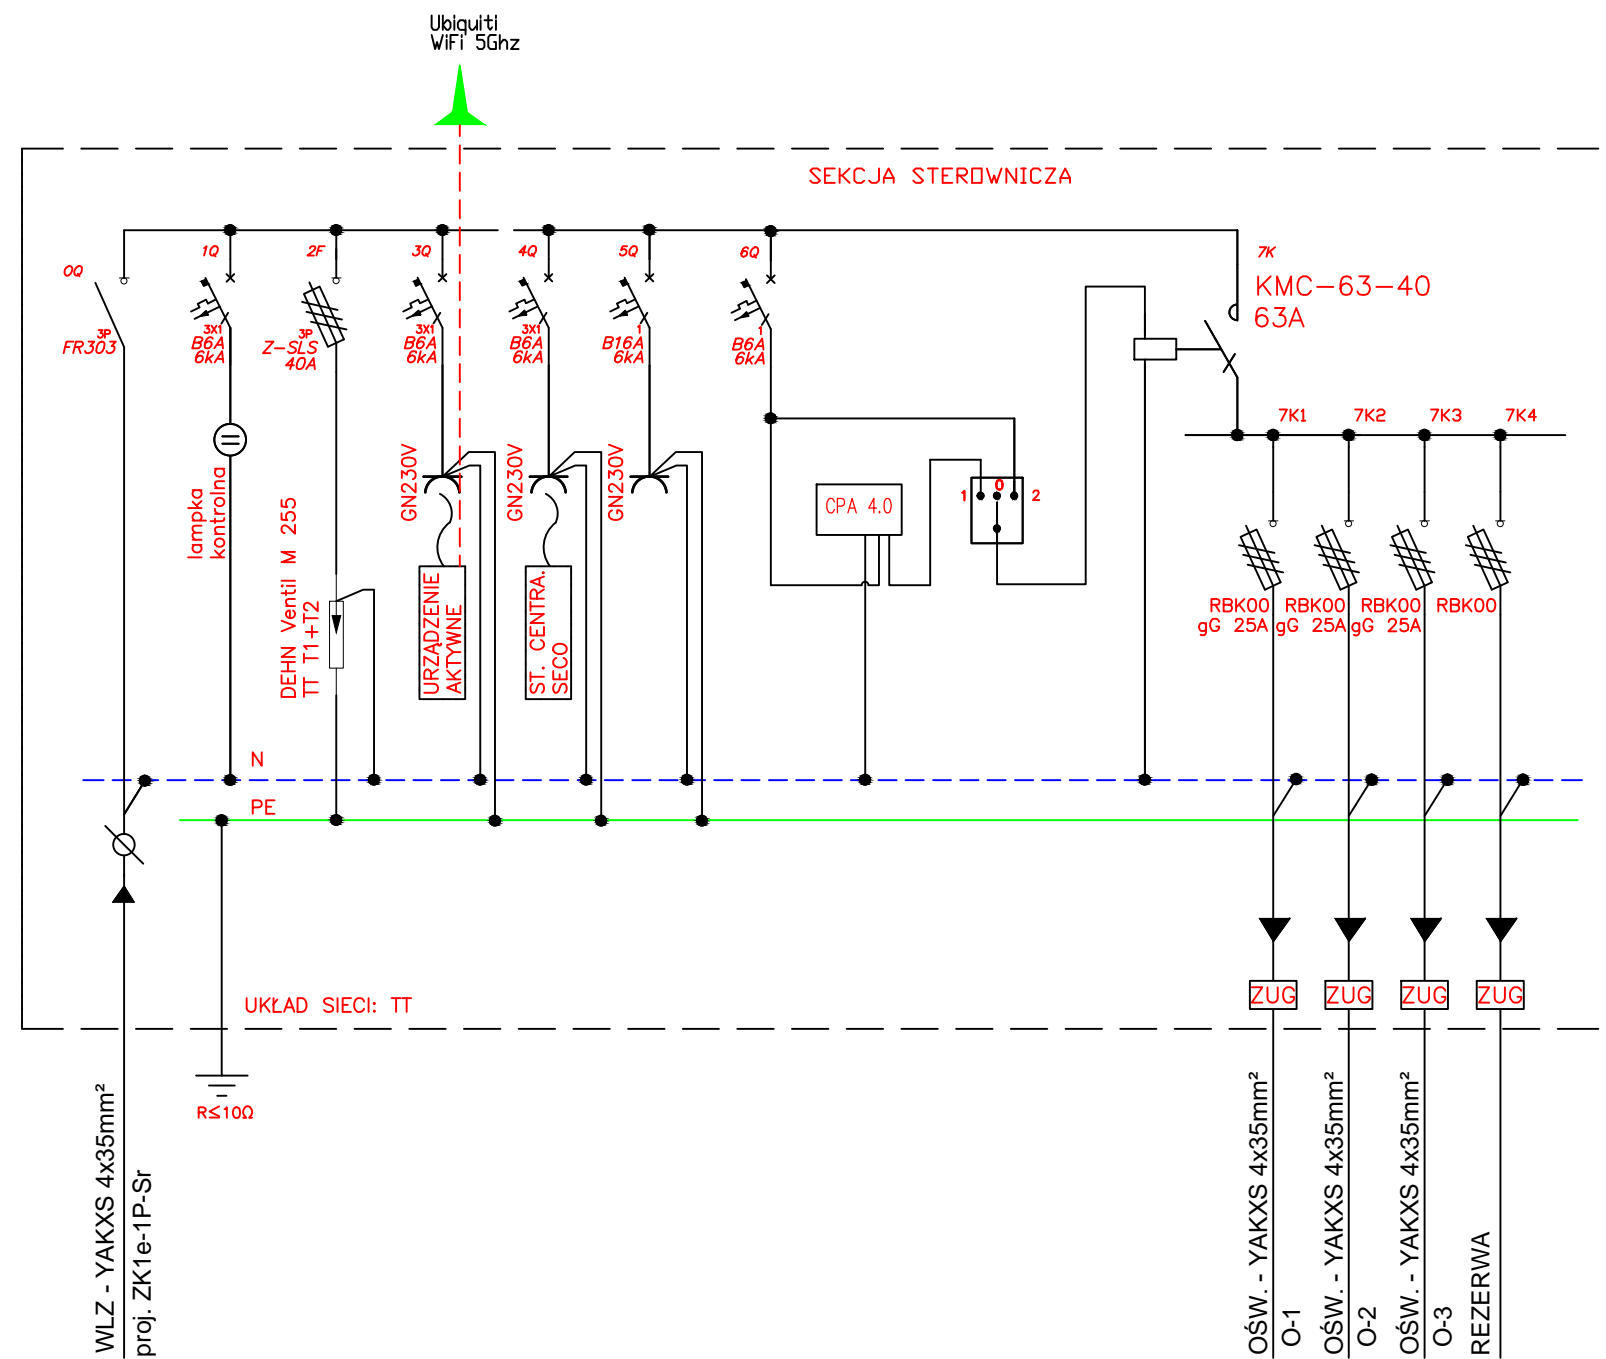 Ubiquiti
WiFi 5Ghz
SEKCJA STEROWNICZA
0Q
3P
FR303
1Q
3X1
B6A
6kA
2F
3P
Z-SLS
40A
3Q
3X1
B6A
6kA
4Q
3X1
B6A
6kA
5Q
1
B16A
6kA
6Q
1
B6A
6kA
7K
KMC-63-40
63A
7K1
7K2
7K3
7K4
lampka
kontrolna
DEHN Ventil M 255
TT T1+T2
GN230V
GN230V
GN230V
URZĄDZENIE
AKTYWNE
ST. CENTRA.
SECO
CPA 4.0
1
0
2
RBK00
gG 25A
RBK00
gG 25A
RBK00
gG 25A
RBK00
N
PE
UKŁAD SIECI: TT
ZUG
ZUG
ZUG
ZUG
R≤10Ω
WLZ - YAKXS 4x35mm²
proj. ZK1e-1P-Sr
OŚW. - YAKXS 4x35mm²
O-1
OŚW. - YAKXS 4x35mm²
O-2
OŚW. - YAKXS 4x35mm²
O-3
REZERWA